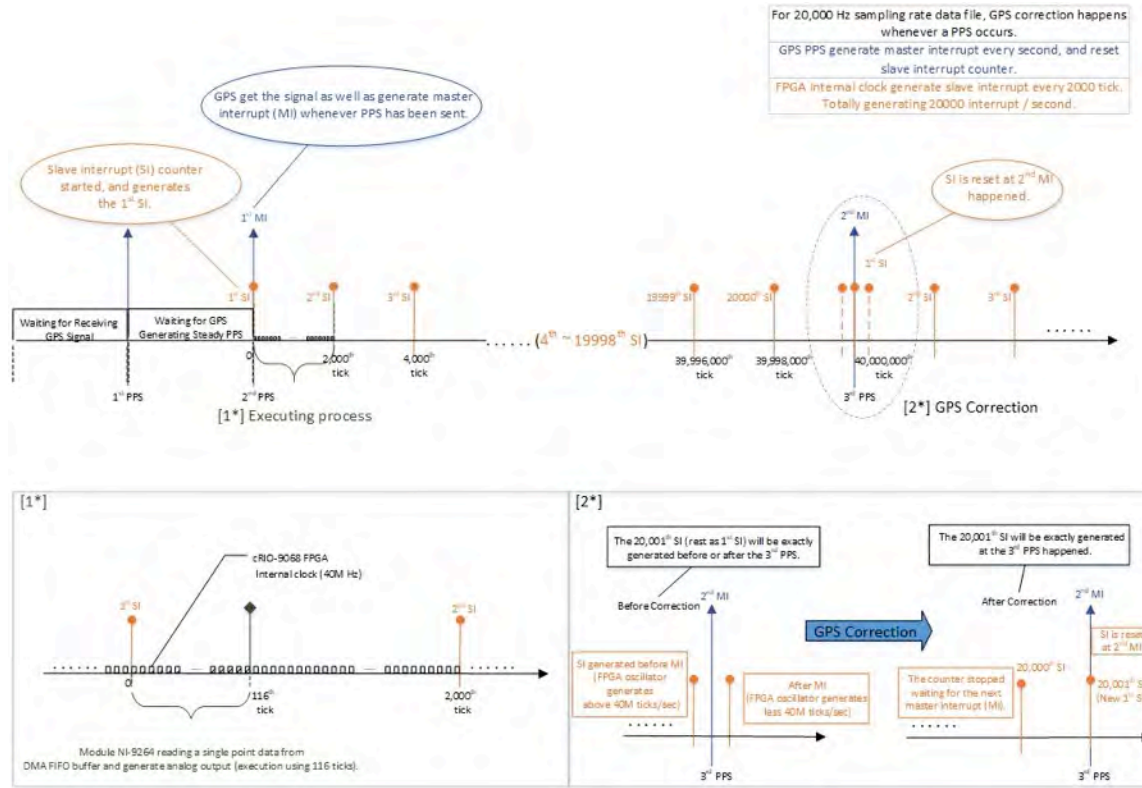 For 20,000 Hz sampling rate data file, GPS correction happens
whenever a PPS occurs.
GPS PPS generate master interrupt every second, and reset
slave interrupt counter.
FPGA internal clock generate slave interrupt every 2000 tick.
Totally generating 20000 interrupt / second.
GPS get the signal as well as generate master
interrupt (MI) whenever PPS has been sent.
Slave interrupt (SI) counter
started, and generates
the 1st SI.
SI is reset at 2nd MI
happened.
1st MI
2nd MI
1st SI
1st SI
2nd SI
3rd SI
19999th SI
20000th SI
2nd SI
3rd SI
Waiting for Receiving
GPS Signal
Waiting for GPS
Generating Steady PPS
......(4th ~ 19998th SI)
......
0
2,000th
tick
4,000th
tick
39,996,000th
tick
39,998,000th
tick
40,000,000th
tick
1st PPS
2nd PPS
3rd PPS
[1*] Executing process
[2*] GPS Correction
[1*]
cRIO-9068 FPGA
Internal clock (40M Hz)
1st SI
2nd SI
......
......
0
116th
tick
2,000th
tick
Module NI-9264 reading a single point data from
DMA FIFO buffer and generate analog output (execution using 116 ticks).
[2*]
The 20,001th SI (rest as 1st SI) will be exactly
generated before or after the 3rd PPS.
The 20,001th SI will be exactly generated
at the 3rd PPS happened.
Before Correction
2nd MI
After Correction
2nd MI
GPS Correction
SI generated before MI
(FPGA oscillator
generates
above 40M ticks/sec)
After MI
(FPGA oscillator generates
less 40M ticks/sec)
The counter stopped
waiting for the next
master interrupt (MI).
20,000th SI
SI is reset
at 2nd MI
20,001th S
(New 1st S
......
......
3rd PPS
3rd PPS